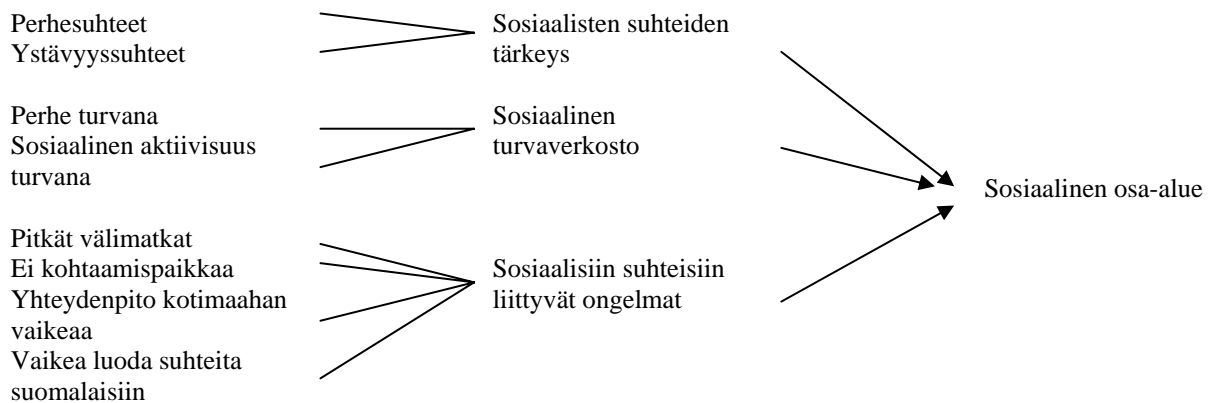 Perhesuhteet
Ystävyyssuhteet
Sosiaalisten suhteiden
tärkeys
Perhe turvana
Sosiaalinen aktiivisuus
turvana
Sosiaalinen
turvaverkosto
Pitkät välimatkat
Ei kohtaamispaikkaa
Yhteydenpito kotimaahan
vaikeaa
Vaikea luoda suhteita
suomalaisiin
Sosiaalisiin suhteisiin
liittyvät ongelmat
Sosiaalinen osa-alue